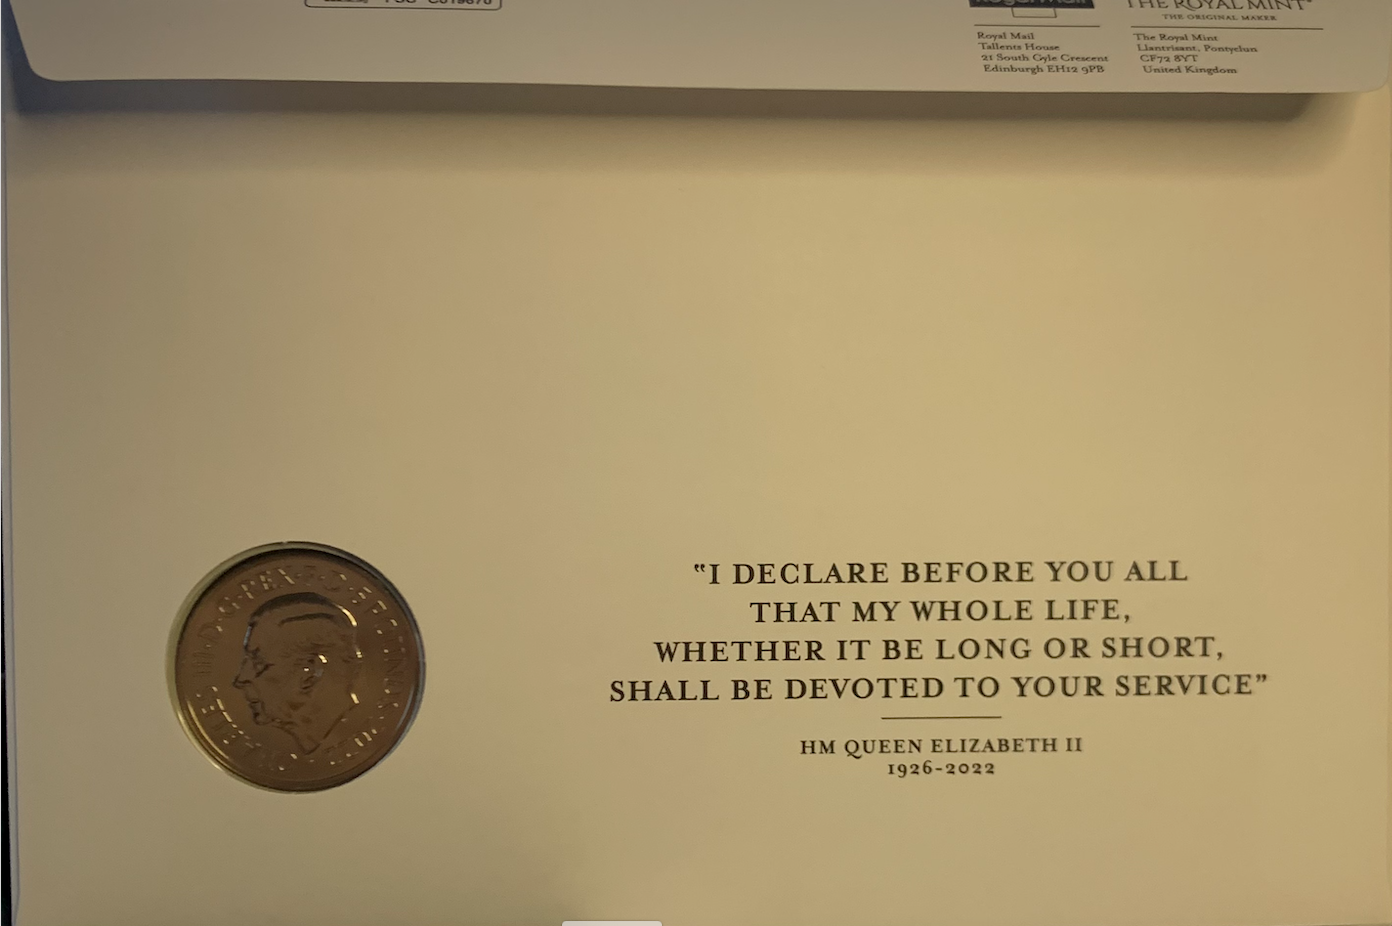 THE ROYAL MINT®
THE ORIGINAL MAKER
Royal Mail
Tallents House
21 South Gyle Crescent
Edinburgh EH12 9PB
The Royal Mint
Llantrisant, Pontyclun
CF72 8YT
United Kingdom
"I DECLARE BEFORE YOU ALL
THAT MY WHOLE LIFE,
WHETHER IT BE LONG OR SHORT,
SHALL BE DEVOTED TO YOUR SERVICE"
HM QUEEN ELIZABETH II
1926-2022
III·D·G·REX